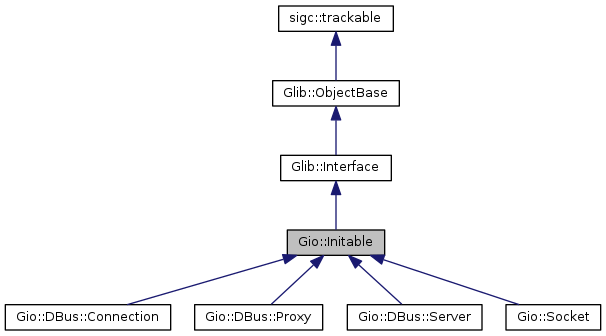 sigc::trackable
Glib::ObjectBase
Glib::Interface
Gio::Initable
Gio::DBus::Connection
Gio::DBus::Proxy
Gio::DBus::Server
Gio::Socket